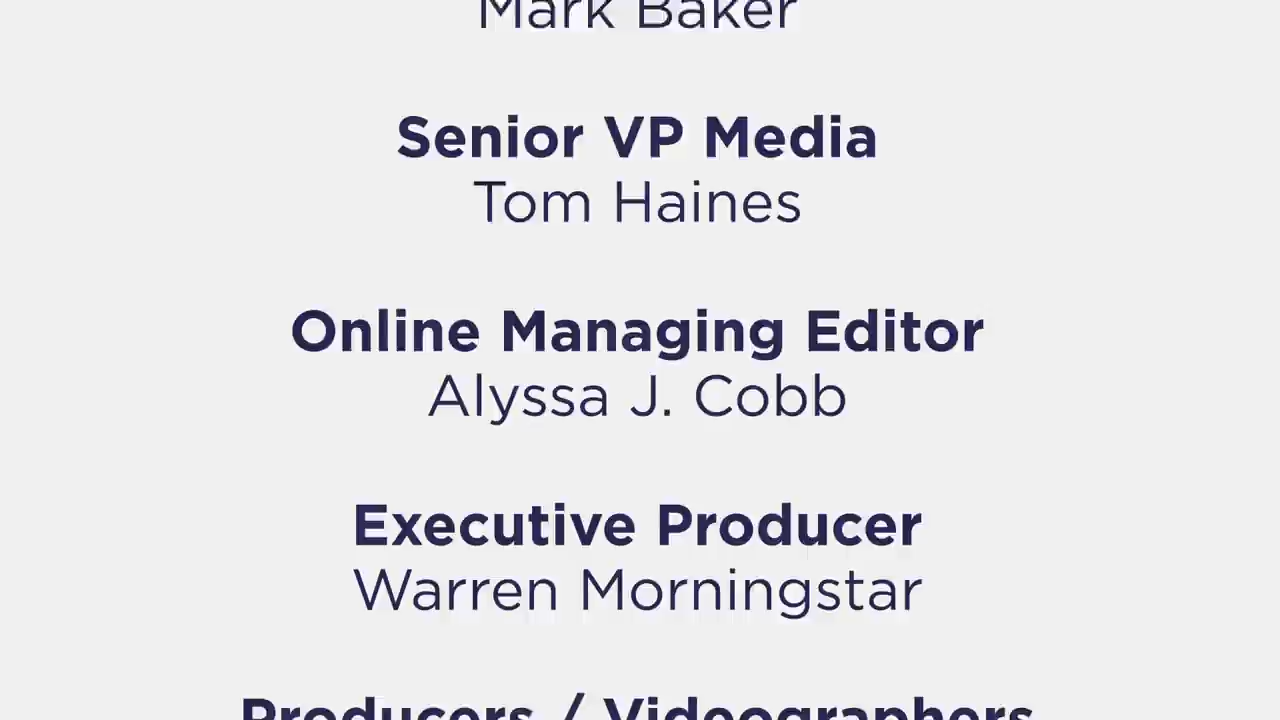 Mark Baker
Senior VP Media
Tom Haines
Online Managing Editor
Alyssa J. Cobb
Executive Producer
Warren Morningstar
Producers / Videographers